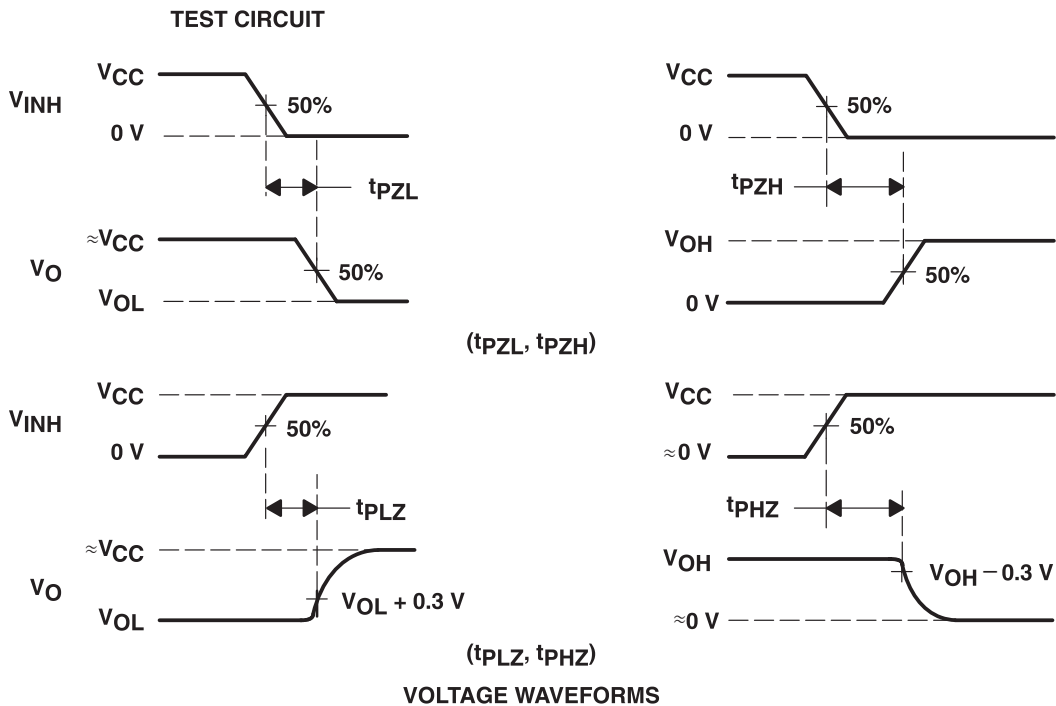 TEST CIRCUIT
VINH
VCC
50%
0 V
tPZL
VO
≈VCC
50%
VOL
VCC
50%
0 V
tPZH
VOH
50%
0 V
(tPZL, tPZH)
VINH
VCC
50%
0 V
tPLZ
VO
≈VCC
VOL + 0.3 V
VOL
VCC
50%
≈0 V
tPHZ
VOH
VOH – 0.3 V
≈0 V
(tPLZ, tPHZ)
VOLTAGE WAVEFORMS